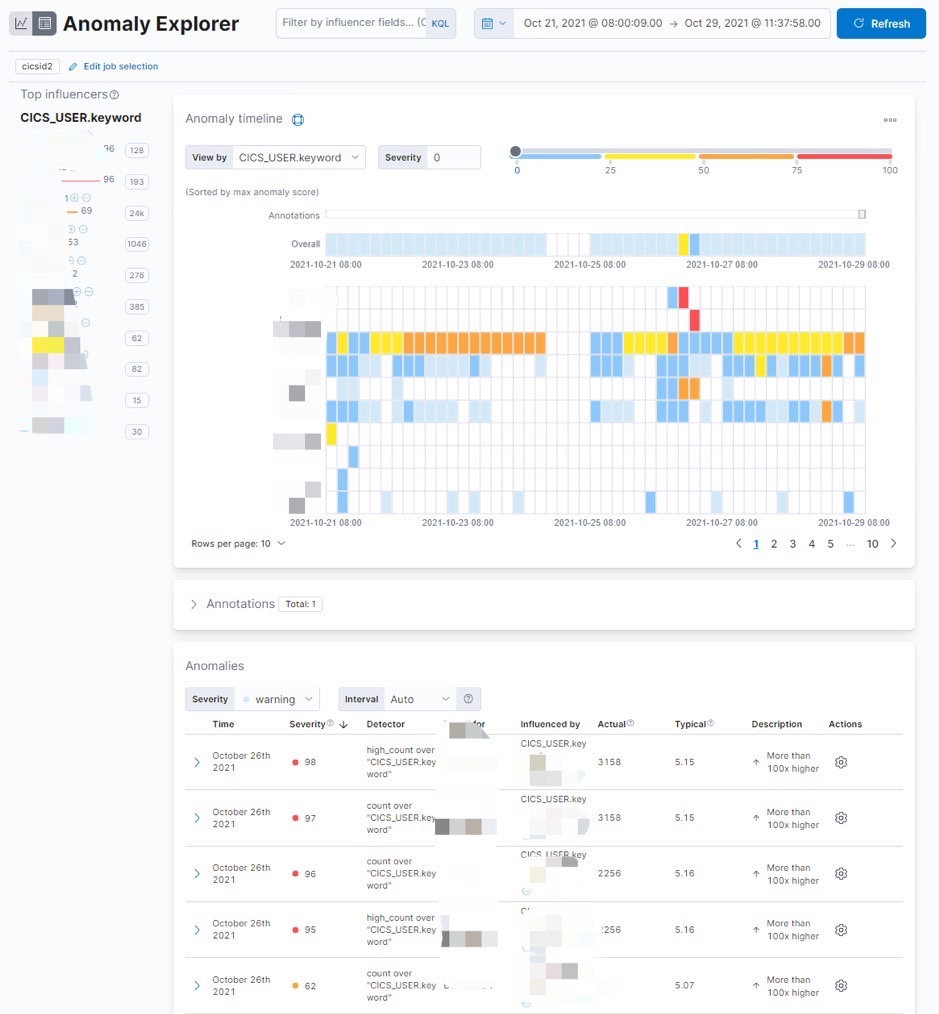 Anomaly Explorer
Filter by influencer fields... (C
KQL
Oct 21, 2021 @ 08:00:09.00 → Oct 29, 2021 @ 11:37:58.00
Refresh
cicsid2
Edit job selection
Top influencers
CICS_USER.keyword
96 128
96 193
69 24k
53 1046
2 276
385
62
82
15
30
Anomaly timeline
View by CICS_USER.keyword
Severity 0
0 25 50 75 100
(Sorted by max anomaly score)
Annotations
Overall
2021-10-21 08:00 2021-10-23 08:00 2021-10-25 08:00 2021-10-27 08:00 2021-10-29 08:00
2021-10-21 08:00 2021-10-23 08:00 2021-10-25 08:00 2021-10-27 08:00 2021-10-29 08:00
Rows per page: 10
1 2 3 4 5 ... 10
Annotations Total: 1
Anomalies
Severity warning
Interval Auto
Time Severity Detector for Influenced by Actual Typical Description Actions
October 26th
2021
98
high_count over
"CICS_USER.key
word"
CICS_USER.key
3158
5.15
More than
100x higher
October 26th
2021
97
count over
"CICS_USER.key
word"
CICS_USER.key
3158
5.15
More than
100x higher
October 26th
2021
96
count over
"CICS_USER.key
word"
CICS_USER.key
2256
5.16
More than
100x higher
October 26th
2021
95
high_count over
"CICS_USER.key
word"
2256
5.16
More than
100x higher
October 26th
2021
62
count over
"CICS_USER.key
word"
5.07
More than
100x higher